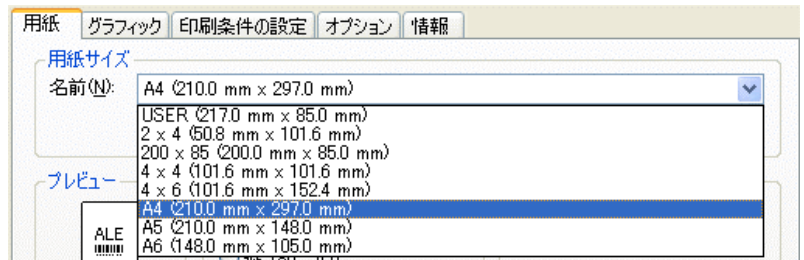 用紙 グラフィック 印刷条件の設定 オプション 情報
用紙サイズ
名前(N): A4 (210.0 mm x 297.0 mm)
USER (217.0 mm x 85.0 mm)
2 x 4 (50.8 mm x 101.6 mm)
200 x 85 (200.0 mm x 85.0 mm)
4 x 4 (101.6 mm x 101.6 mm)
4 x 6 (101.6 mm x 152.4 mm)
A4 (210.0 mm x 297.0 mm)
A5 (210.0 mm x 148.0 mm)
A6 (148.0 mm x 105.0 mm)
プレビュー
ALE